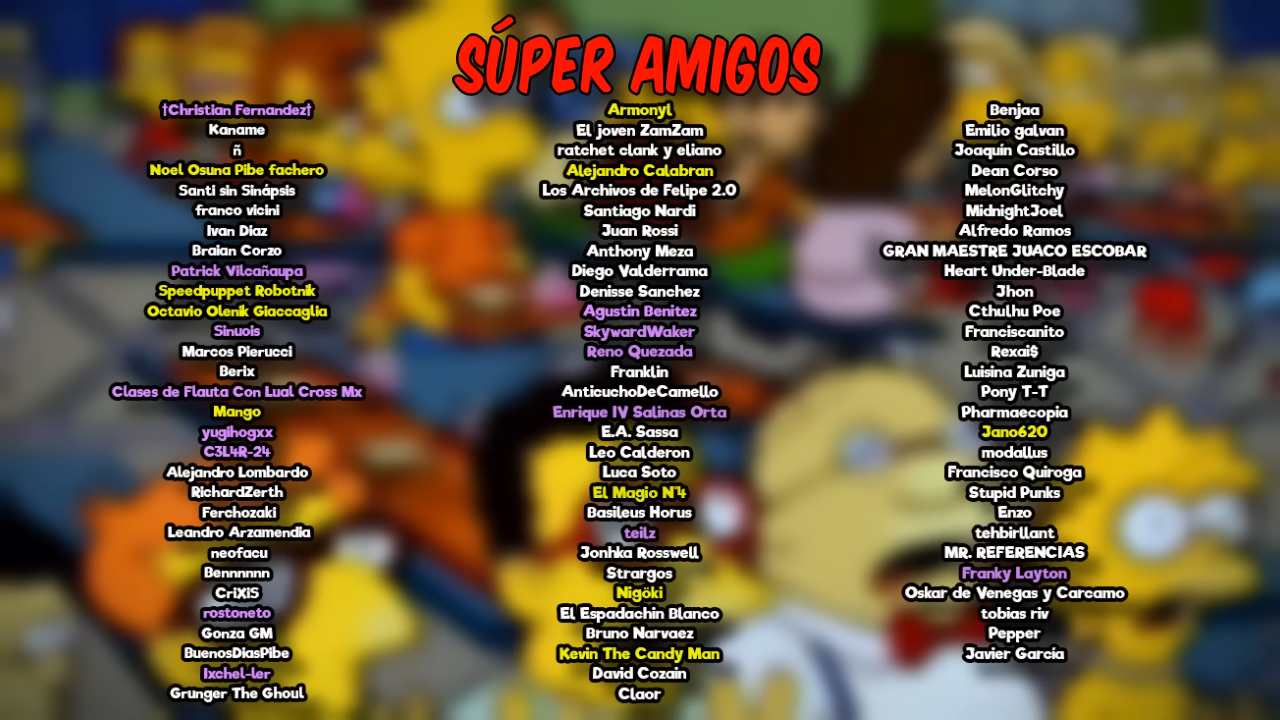 SÚPER AMIGOS
†Christian Fernandez†
Kaname
ñ
Noel Osuna Pibe fachero
Santi sin Sinápsis
franco vicini
Ivan Diaz
Braian Corzo
Patrick Vilcañaupa
Speedpuppet Robotnik
Octavio Olenik Giaccaglia
Sinuois
Marcos Pierucci
Berix
Clases de Flauta Con Lual Cross Mx
Mango
yugihogxx
C3L4R-24
Alejandro Lombardo
RichardZerth
Ferchozaki
Leandro Arzamendia
neofacu
Bennnnnn
CriXiS
rostoneto
Gonza GM
BuenosDiasPibe
Ixchel-ler
Grunger The Ghoul
Armonyl
El joven ZamZam
ratchet clank y eliano
Alejandro Calabran
Los Archivos de Felipe 2.0
Santiago Nardi
Juan Rossi
Anthony Meza
Diego Valderrama
Denisse Sanchez
Agustin Benitez
SkywardWaker
Reno Quezada
Franklin
AnticuchoDeCamello
Enrique IV Salinas Orta
E.A. Sassa
Leo Calderon
Luca Soto
El Magio N°4
Basileus Horus
teilz
Jonhka Rosswell
Strargos
Nigöki
El Espadachin Blanco
Bruno Narvaez
Kevin The Candy Man
David Cozain
Claor
Benjaa
Emilio galvan
Joaquín Castillo
Dean Corso
MelonGlitchy
MidnightJoel
Alfredo Ramos
GRAN MAESTRE JUACO ESCOBAR
Heart Under-Blade
Jhon
Cthulhu Poe
Franciscanito
Rexai$
Luisina Zuniga
Pony T-T
Pharmaecopia
Jano620
modallus
Francisco Quiroga
Stupid Punks
Enzo
tehbirllant
MR. REFERENCIAS
Franky Layton
Oskar de Venegas y Carcamo
tobias riv
Pepper
Javier García